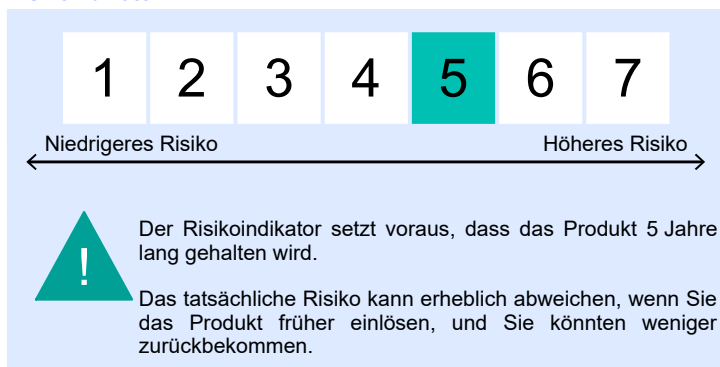 1 2 3 4 5 6 7
Niedrigeres Risiko Höheres Risiko
! Der Risikoindikator setzt voraus, dass das Produkt 5 Jahre
lang gehalten wird.
Das tatsächliche Risiko kann erheblich abweichen, wenn Sie
das Produkt früher einlösen, und Sie könnten weniger
zurückbekommen.